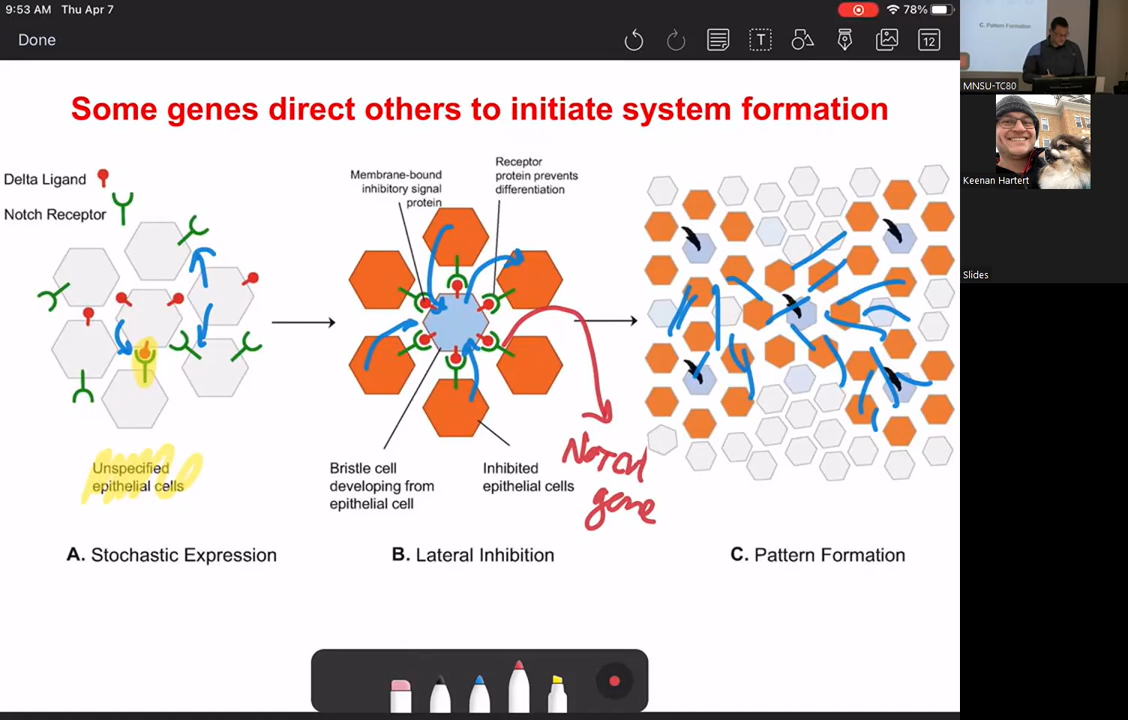 9:53 AM Thu Apr 7
78%
Done
T
12
Some genes direct others to initiate system formation
Delta Ligand
Notch Receptor
Unspecified
epithelial cells
A. Stochastic Expression
Membrane-bound
inhibitory signal
protein
Receptor
protein prevents
differentiation
Bristle cell
developing from
epithelial cell
Inhibited
epithelial cells
B. Lateral Inhibition
NOTCH
gene
C. Pattern Formation
C. Pattern Formation
MNSU-TC80
Keenan Hartert
Slides